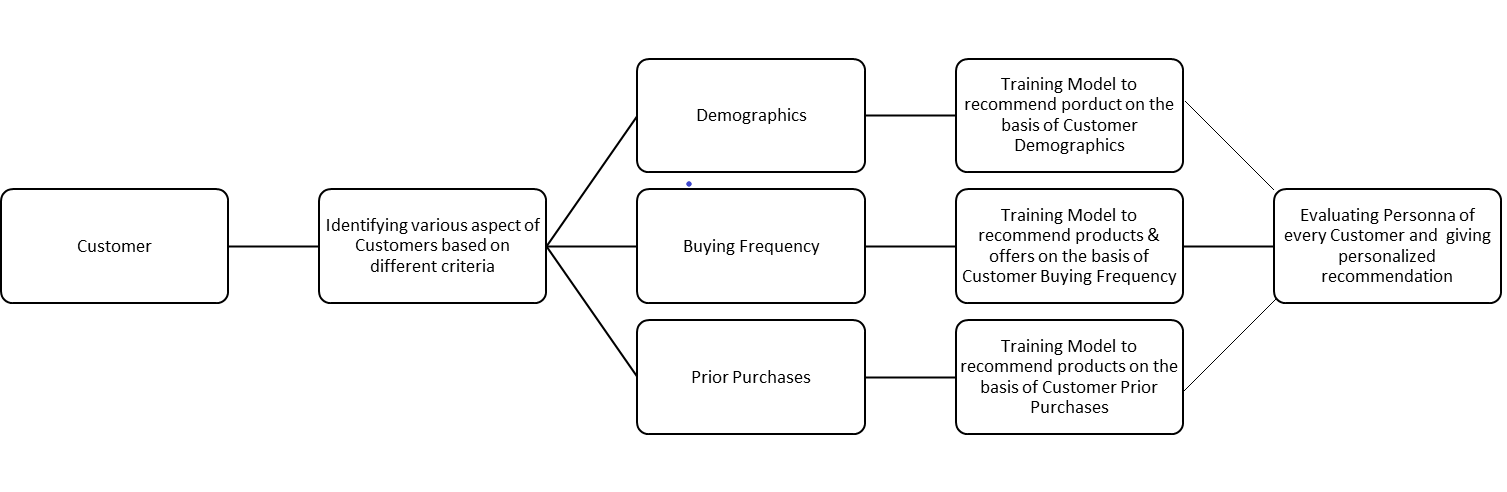 Customer
Identifying various aspect of
Customers based on
different criteria
Demographics
Training Model to
recommend porduct on the
basis of Customer
Demographics
Buying Frequency
Training Model to
recommend products &
offers on the basis of
Customer Buying Frequency
Prior Purchases
Training Model to
recommend products on the
basis of Customer Prior
Purchases
Evaluating Personna of
every Customer and  giving
personalized
recommendation